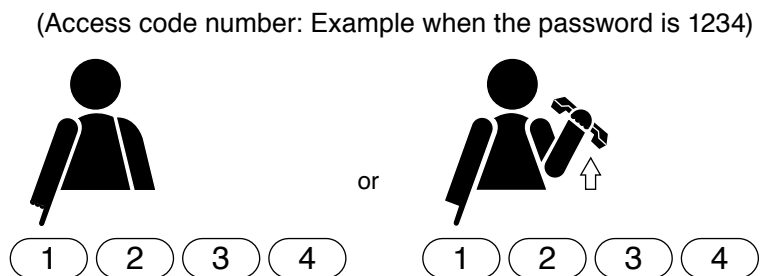 (Access code number: Example when the password is 1234)
or
1 2 3 4 1 2 3 4